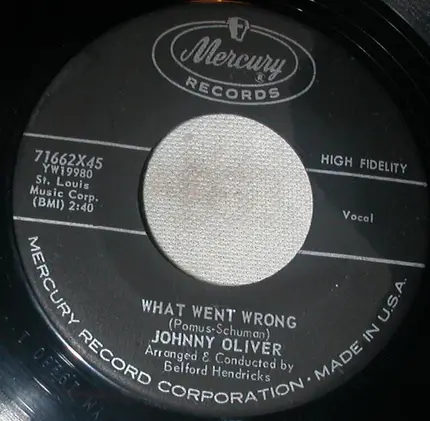 Mercury
®
RECORDS
71662X45
YW19980
St. Louis
Music Corp.
(BMI) 2:40
HIGH FIDELITY
Vocal
WHAT WENT WRONG
(Pomus-Schuman)
JOHNNY OLIVER
Arranged & Conducted by
Belford Hendricks
MERCURY RECORD CORPORATION • MADE IN U.S.A.